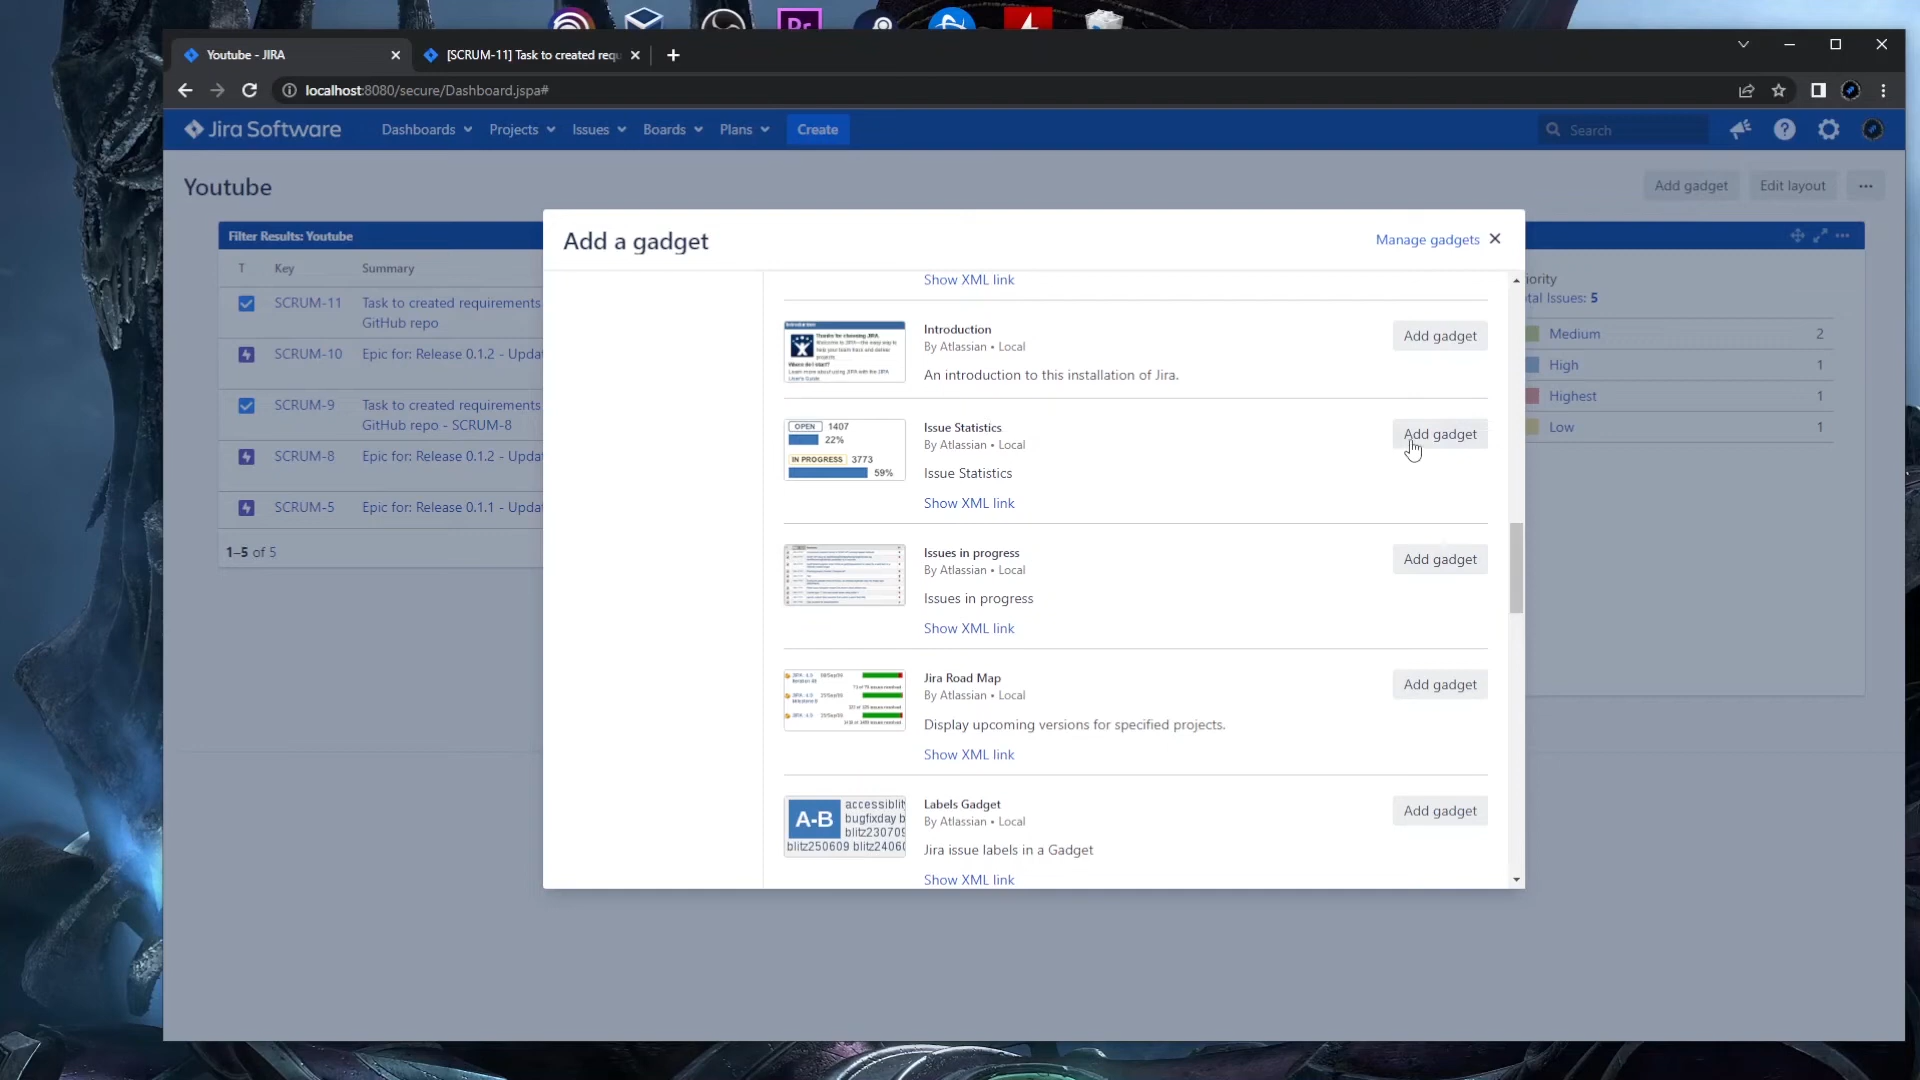 Youtube - JIRA
[SCRUM-11] Task to created requ
localhost:8080/secure/Dashboard.jspa#
Jira Software
Dashboards
Projects
Issues
Boards
Plans
Create
Search
Youtube
Add gadget
Edit layout
Filter Results: Youtube
T Key Summary
SCRUM-11 Task to created requirements
GitHub repo
SCRUM-10 Epic for: Release 0.1.2 - Upda
SCRUM-9 Task to created requirements
GitHub repo - SCRUM-8
SCRUM-8 Epic for: Release 0.1.2 - Upda
SCRUM-5 Epic for: Release 0.1.1 - Upda
1–5 of 5
Add a gadget
Manage gadgets
Show XML link
Introduction
By Atlassian • Local
An introduction to this installation of Jira.
Add gadget
OPEN 1407
22%
IN PROGRESS 3773
59%
Issue Statistics
By Atlassian • Local
Issue Statistics
Show XML link
Add gadget
Issues in progress
By Atlassian • Local
Issues in progress
Show XML link
Add gadget
Jira Road Map
By Atlassian • Local
Display upcoming versions for specified projects.
Show XML link
Add gadget
A-B
accessiblity
bugfixday b
blitz230709
blitz250609 blitz2406
Labels Gadget
By Atlassian • Local
Jira issue labels in a Gadget
Show XML link
Add gadget
iority
tal Issues: 5
Medium 2
High 1
Highest 1
Low 1
Pr